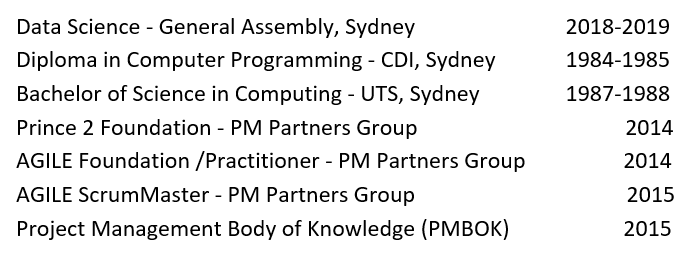 Data Science - General Assembly, Sydney 2018-2019
Diploma in Computer Programming - CDI, Sydney 1984-1985
Bachelor of Science in Computing - UTS, Sydney 1987-1988
Prince 2 Foundation - PM Partners Group 2014
AGILE Foundation /Practitioner - PM Partners Group 2014
AGILE ScrumMaster - PM Partners Group 2015
Project Management Body of Knowledge (PMBOK) 2015